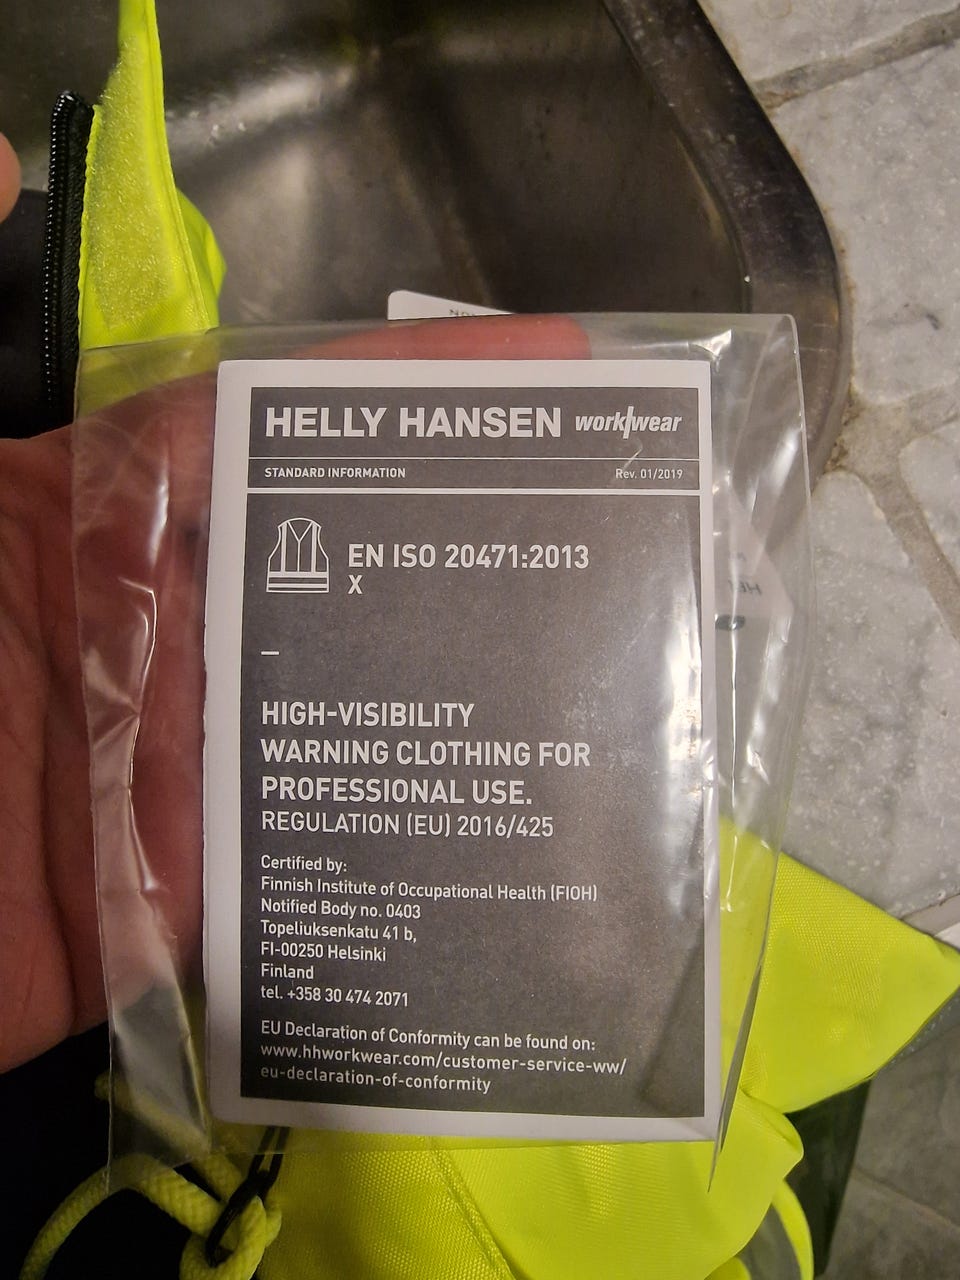 HELLY HANSEN work/wear
STANDARD INFORMATION Rev. 01/2019
EN ISO 20471:2013
X
–
HIGH-VISIBILITY
WARNING CLOTHING FOR
PROFESSIONAL USE.
REGULATION (EU) 2016/425
Certified by:
Finnish Institute of Occupational Health (FIOH)
Notified Body no. 0403
Topeliuksenkatu 41 b,
FI-00250 Helsinki
Finland
tel. +358 30 474 2071
EU Declaration of Conformity can be found on:
www.hhworkwear.com/customer-service-ww/
eu-declaration-of-conformity